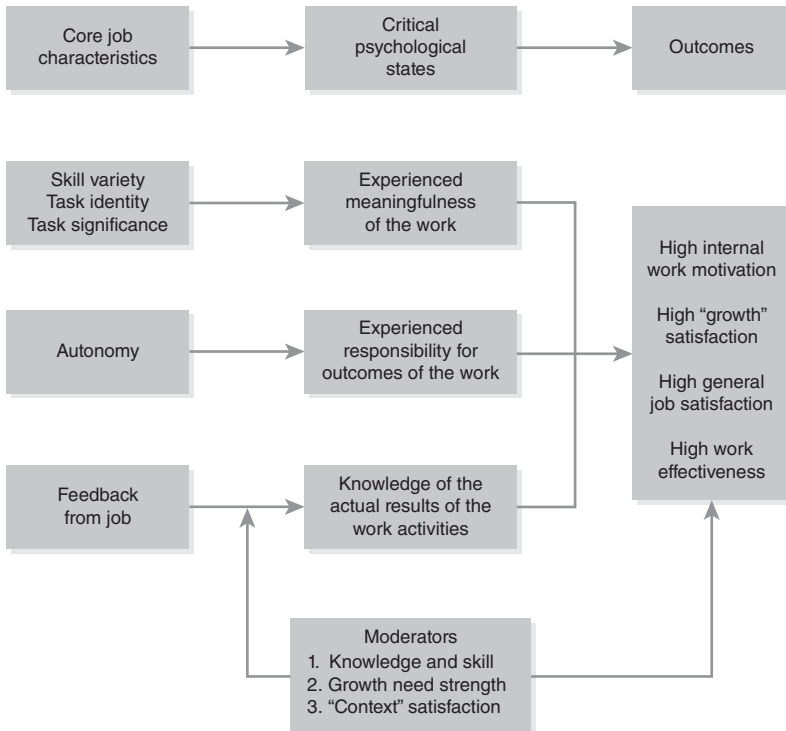 Core job
characteristics
Critical
psychological
states
Outcomes
Skill variety
Task identity
Task significance
Experienced
meaningfulness
of the work
High internal
work motivation
High “growth”
satisfaction
High general
job satisfaction
High work
effectiveness
Autonomy
Experienced
responsibility for
outcomes of the work
Feedback
from job
Knowledge of the
actual results of the
work activities
Moderators
1. Knowledge and skill
2. Growth need strength
3. “Context” satisfaction